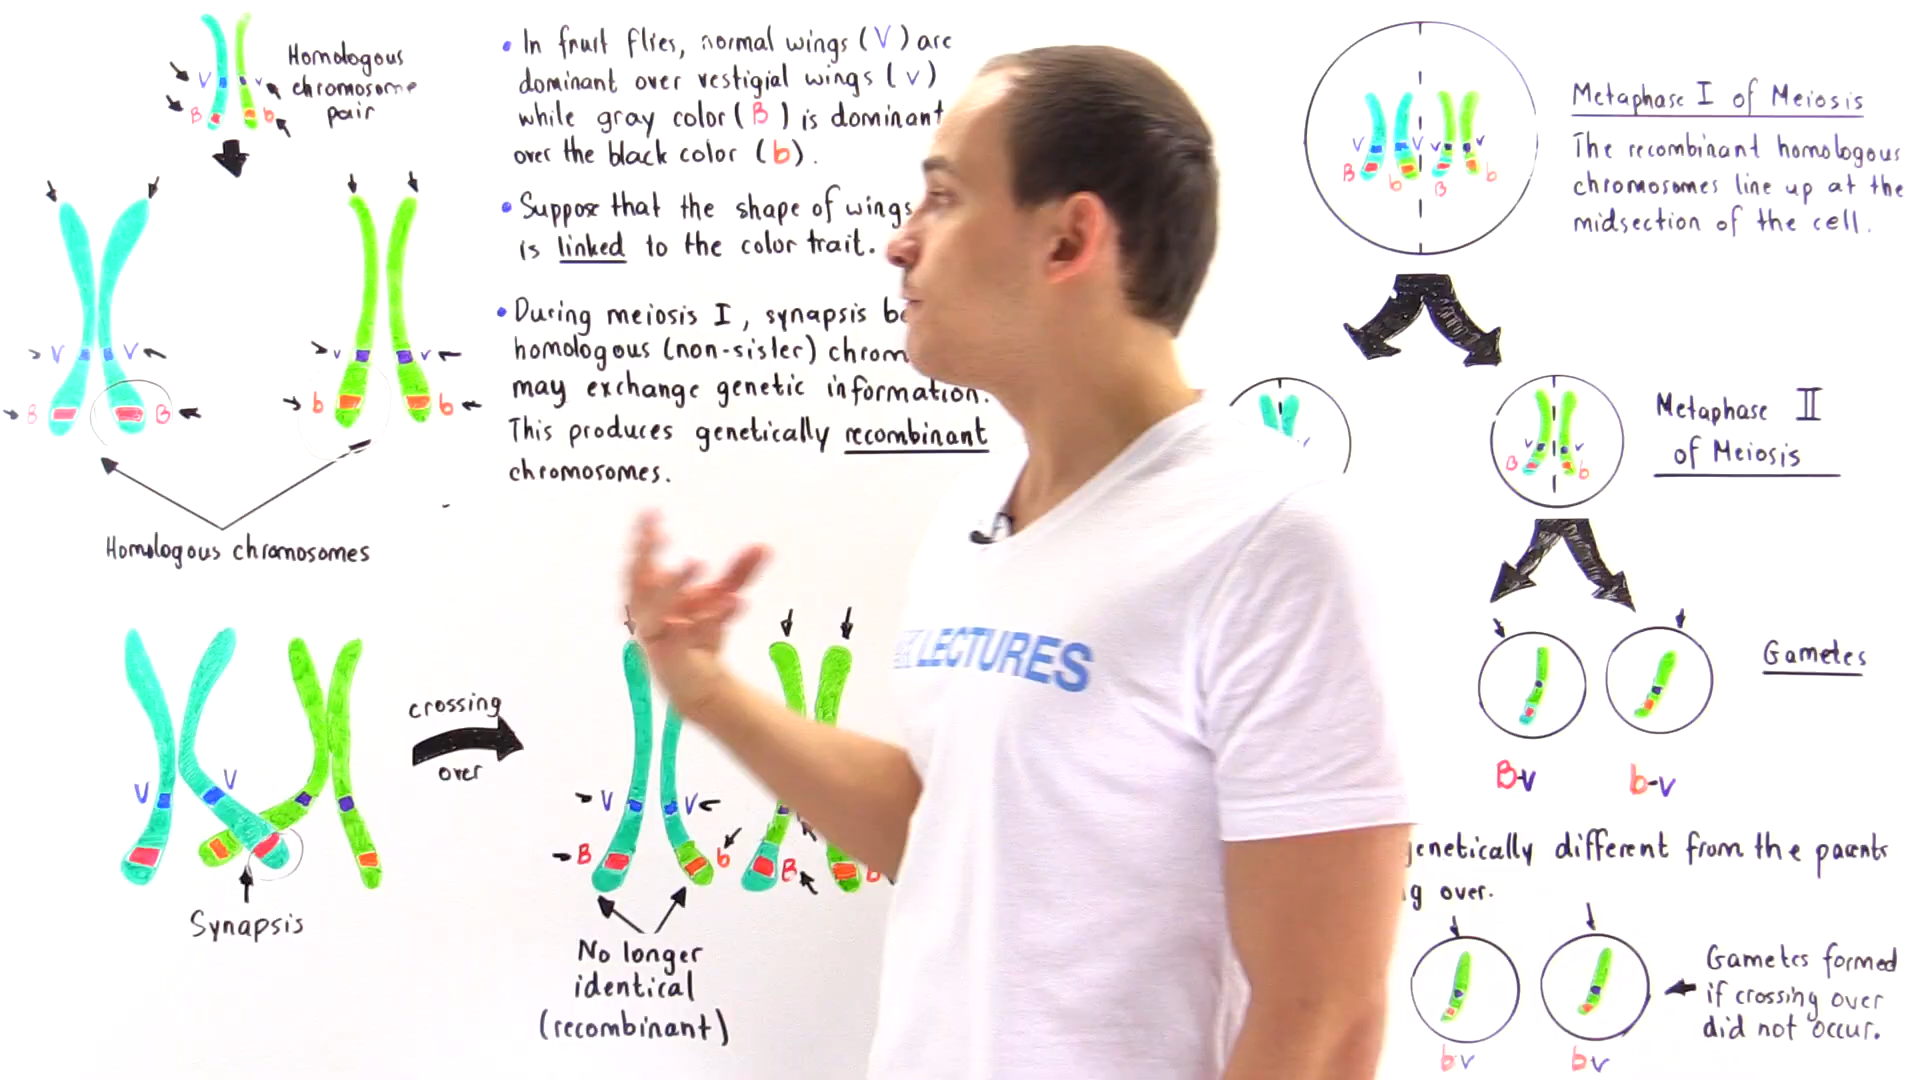 Homologous
chromosome
pair
V v
B b
V V
B B
v v
b b
Homologous chromosomes
V V
Synapsis
crossing
over
V V
B b B b
No longer
identical
(recombinant)
• In fruit flies, normal wings (V) are
dominant over vestigial wings (v)
while gray color (B) is dominant
over the black color (b).
• Suppose that the shape of wings
is linked to the color trait.
• During meiosis I, synapsis
homologous (non-sister)
may exchange genetic information.
This produces genetically recombinant
chromosomes.
LECTURES
V V v v
B b B b
Metaphase I of Meiosis
The recombinant homologous
chromosomes line up at the
midsection of the cell.
v v
B b
Metaphase II
of Meiosis
Gametes
B-v b-v
genetically different from the parents
over.
Gametes formed
if crossing over
did not occur.
bv bv